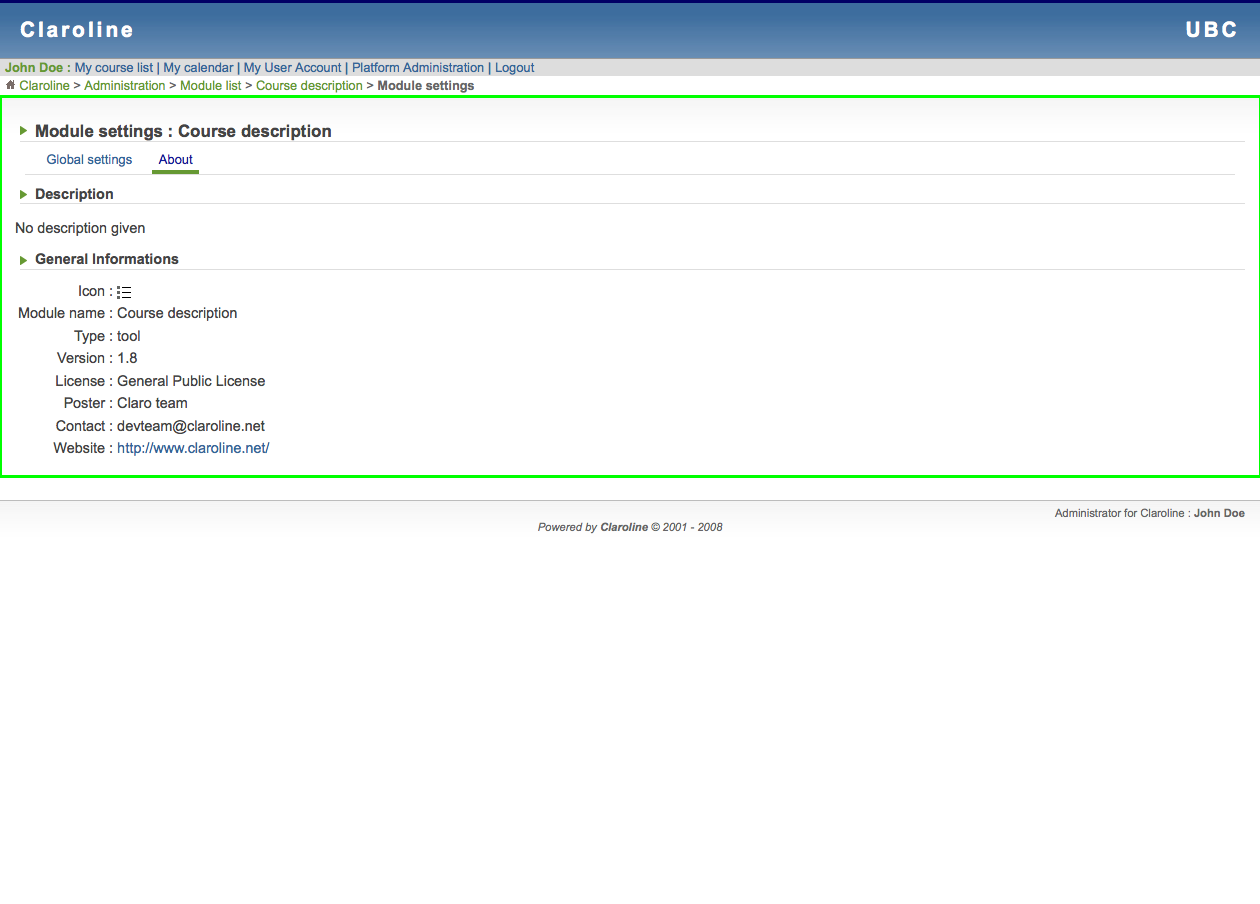 Claroline
UBC
John Doe : My course list | My calendar | My User Account | Platform Administration | Logout
Claroline > Administration > Module list > Course description > Module settings
Module settings : Course description
Global settings About
Description
No description given
General Informations
Icon :
Module name : Course description
Type : tool
Version : 1.8
License : General Public License
Poster : Claro team
Contact : devteam@claroline.net
Website : http://www.claroline.net/
Administrator for Claroline : John Doe
Powered by Claroline © 2001 - 2008